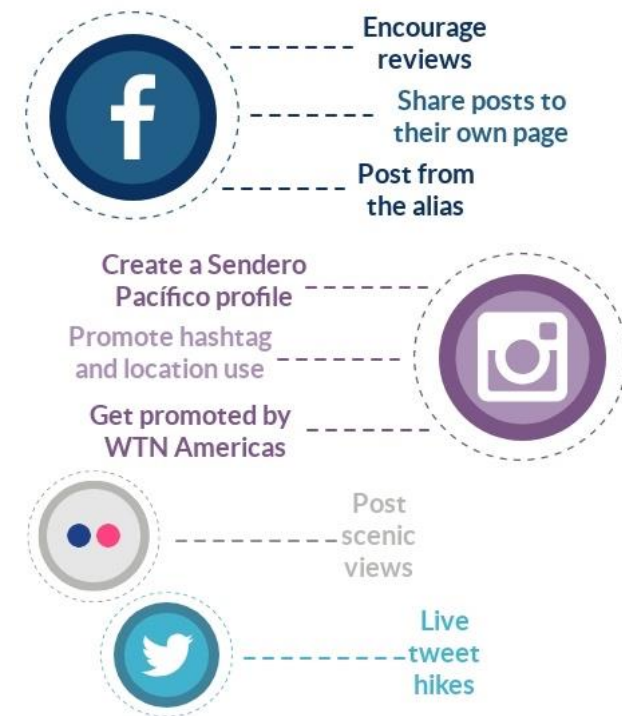 Encourage
reviews
Share posts to
their own page
Post from
the alias
Create a Sendero
Pacífico profile
Promote hashtag
and location use
Get promoted by
WTN Americas
Post
scenic
views
Live
tweet
hikes